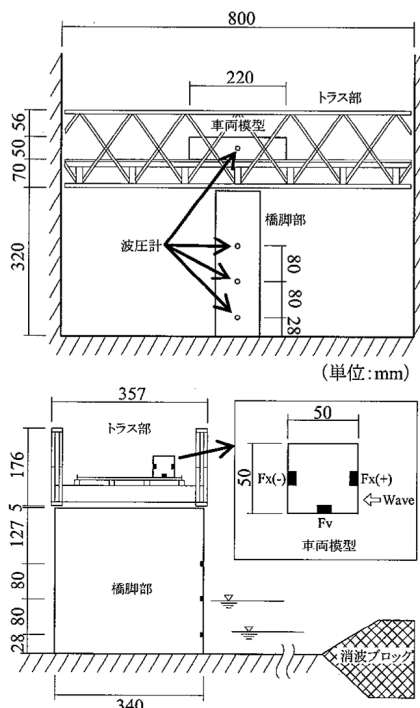 800
220
トラス部
車両模型
56
50
70
320
橋脚部
波圧計
80
80
28
(単位:mm)
357
トラス部
176
5
127
80
80
28
橋脚部
340
50
50
Fx(-)
Fx(+)
Wave
Fv
車両模型
消波ブロック